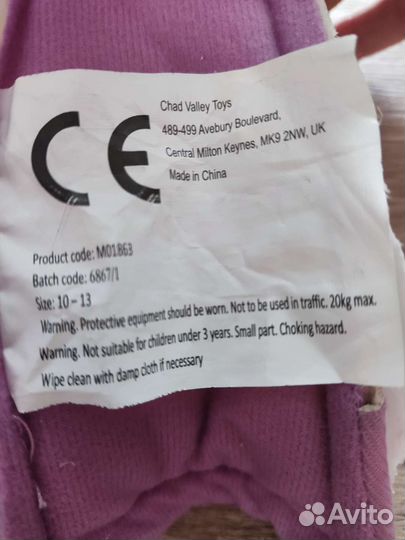 CE
Chad Valley Toys
489-499 Avebury Boulevard,
Central Milton Keynes, MK9 2NW, UK
Made in China
Product code: M01863
Batch code: 6867/1
Size: 10 – 13
Warning. Protective equipment should be worn. Not to be used in traffic. 20kg max.
Warning. Not suitable for children under 3 years. Small part. Choking hazard.
Wipe clean with damp cloth if necessary
Avito